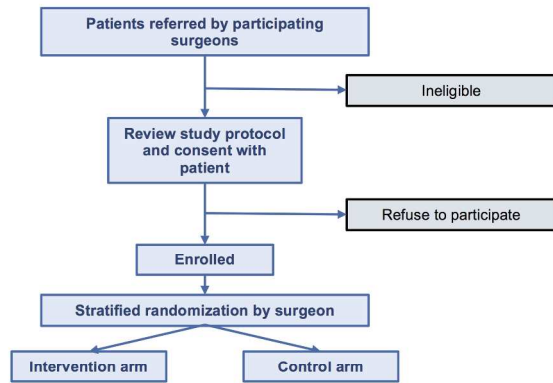 Patients referred by participating
surgeons
Ineligible
Review study protocol
and consent with
patient
Refuse to participate
Enrolled
Stratified randomization by surgeon
Intervention arm
Control arm